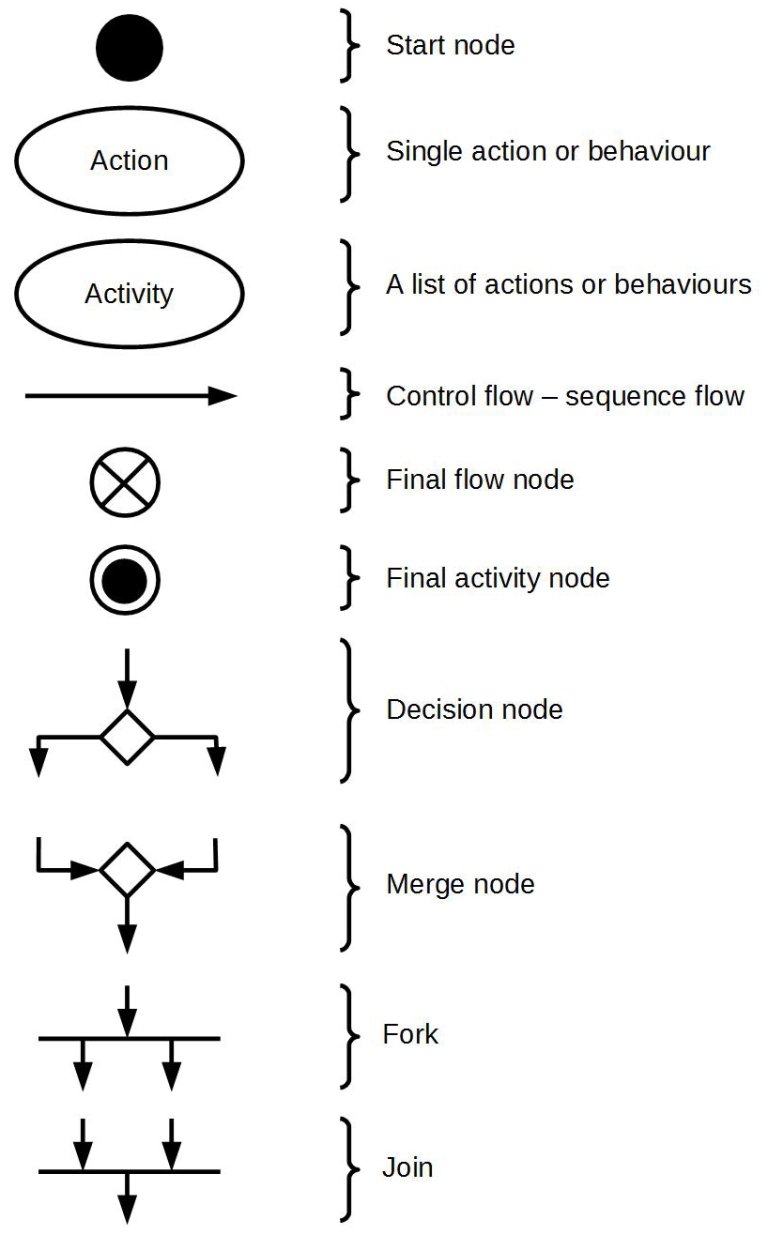 Start node
Action
Single action or behaviour
Activity
A list of actions or behaviours
Control flow – sequence flow
Final flow node
Final activity node
Decision node
Merge node
Fork
Join